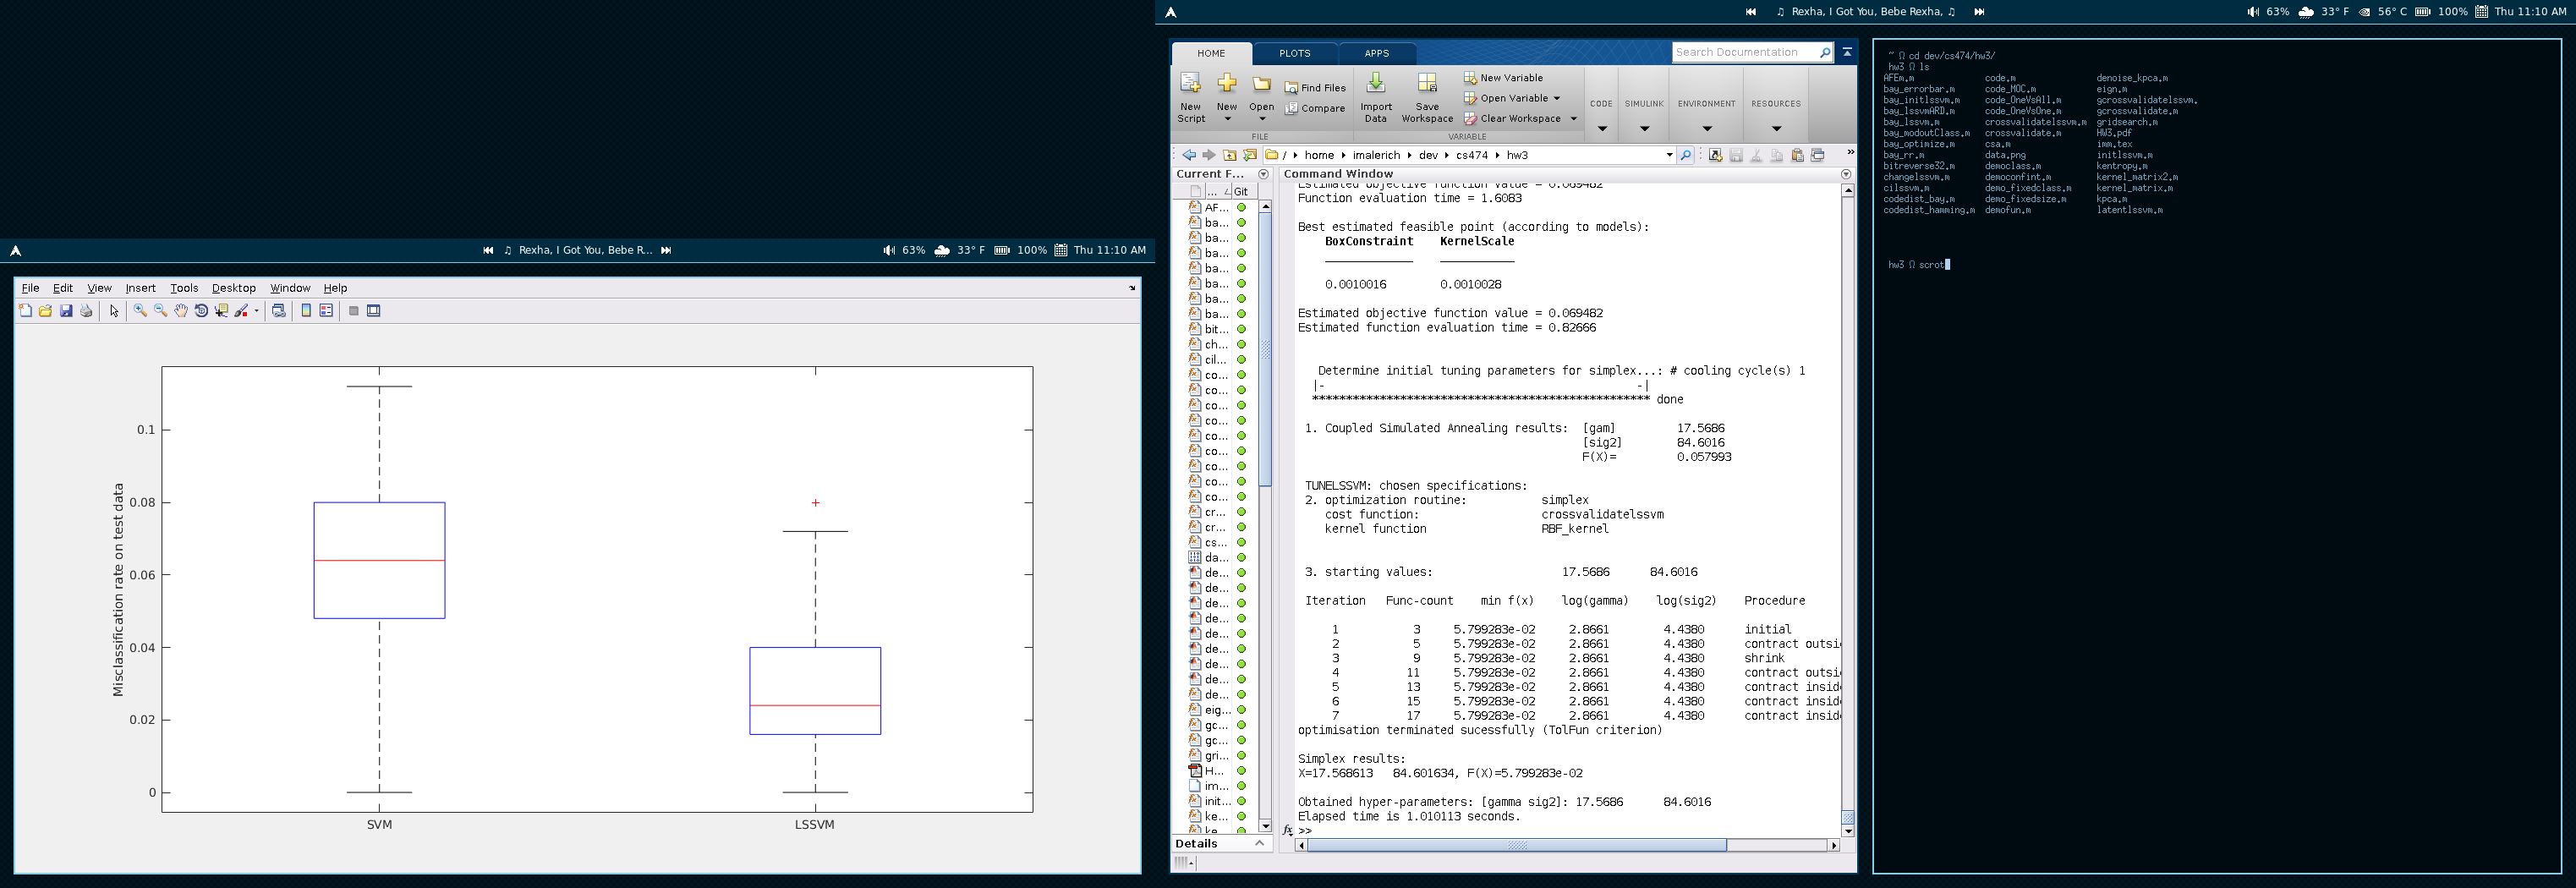 Rexha, I Got You, Bebe R...
63% 33° F 100% Thu 11:10 AM
File Edit View Insert Tools Desktop Window Help
Misclassification rate on test data
0.1
0.08
0.06
0.04
0.02
0
SVM LSSVM
Rexha, I Got You, Bebe Rexha,
63% 33° F 56° C 100% Thu 11:10 AM
HOME PLOTS APPS
Search Documentation
New Script
New
Open
Find Files
Compare
Import Data
Save Workspace
New Variable
Open Variable
Clear Workspace
CODE SIMULINK ENVIRONMENT RESOURCES
FILE VARIABLE
/ home imalerich dev cs474 hw3
Current F...
... Git
AF...
ba...
ba...
ba...
ba...
ba...
ba...
ba...
bit...
ch...
cil...
co...
co...
co...
co...
co...
co...
co...
co...
co...
cr...
cr...
cs...
da...
de...
de...
de...
de...
de...
de...
de...
de...
de...
eig...
gc...
gc...
gri...
H...
im...
init...
ke...
ke...
Details
Command Window
Estimated objective function value = 0.069482
Function evaluation time = 1.6083
Best estimated feasible point (according to models):
BoxConstraint KernelScale
0.0010016 0.0010028
Estimated objective function value = 0.069482
Estimated function evaluation time = 0.82666
Determine initial tuning parameters for simplex...: # cooling cycle(s) 1
|- -|
************************************************** done
1. Coupled Simulated Annealing results: [gam] 17.5686
[sig2] 84.6016
F(X)= 0.057993
TUNELSSVM: chosen specifications:
2. optimization routine: simplex
cost function: crossvalidatelssvm
kernel function RBF_kernel
3. starting values: 17.5686 84.6016
Iteration Func-count min f(x) log(gamma) log(sig2) Procedure
1 3 5.799283e-02 2.8661 4.4380 initial
2 5 5.799283e-02 2.8661 4.4380 contract outsi
3 9 5.799283e-02 2.8661 4.4380 shrink
4 11 5.799283e-02 2.8661 4.4380 contract outsi
5 13 5.799283e-02 2.8661 4.4380 contract insid
6 15 5.799283e-02 2.8661 4.4380 contract insid
7 17 5.799283e-02 2.8661 4.4380 contract insid
optimisation terminated sucessfully (TolFun criterion)
Simplex results:
X=17.568613 84.601634, F(X)=5.799283e-02
Obtained hyper-parameters: [gamma sig2]: 17.5686 84.6016
Elapsed time is 1.010113 seconds.
fx >>
~ Ω cd dev/cs474/hw3/
hw3 Ω ls
AFEm.m code.m denoise_kpca.m
bay_errorbar.m code_MOC.m eign.m
bay_initlssvm.m code_OneVsAll.m gcrossvalidatelssvm.
bay_lssvmARD.m code_OneVsOne.m gcrossvalidate.m
bay_lssvm.m crossvalidatelssvm.m gridsearch.m
bay_modoutClass.m crossvalidate.m HW3.pdf
bay_optimize.m csa.m imm.tex
bay_rr.m data.png initlssvm.m
bitreverse32.m democlass.m kentropy.m
changelssvm.m democonfint.m kernel_matrix2.m
cilssvm.m demo_fixedclass.m kernel_matrix.m
codedist_bay.m demo_fixedsize.m kpca.m
codedist_hamming.m demofun.m latentlssvm.m
hw3 Ω scrot